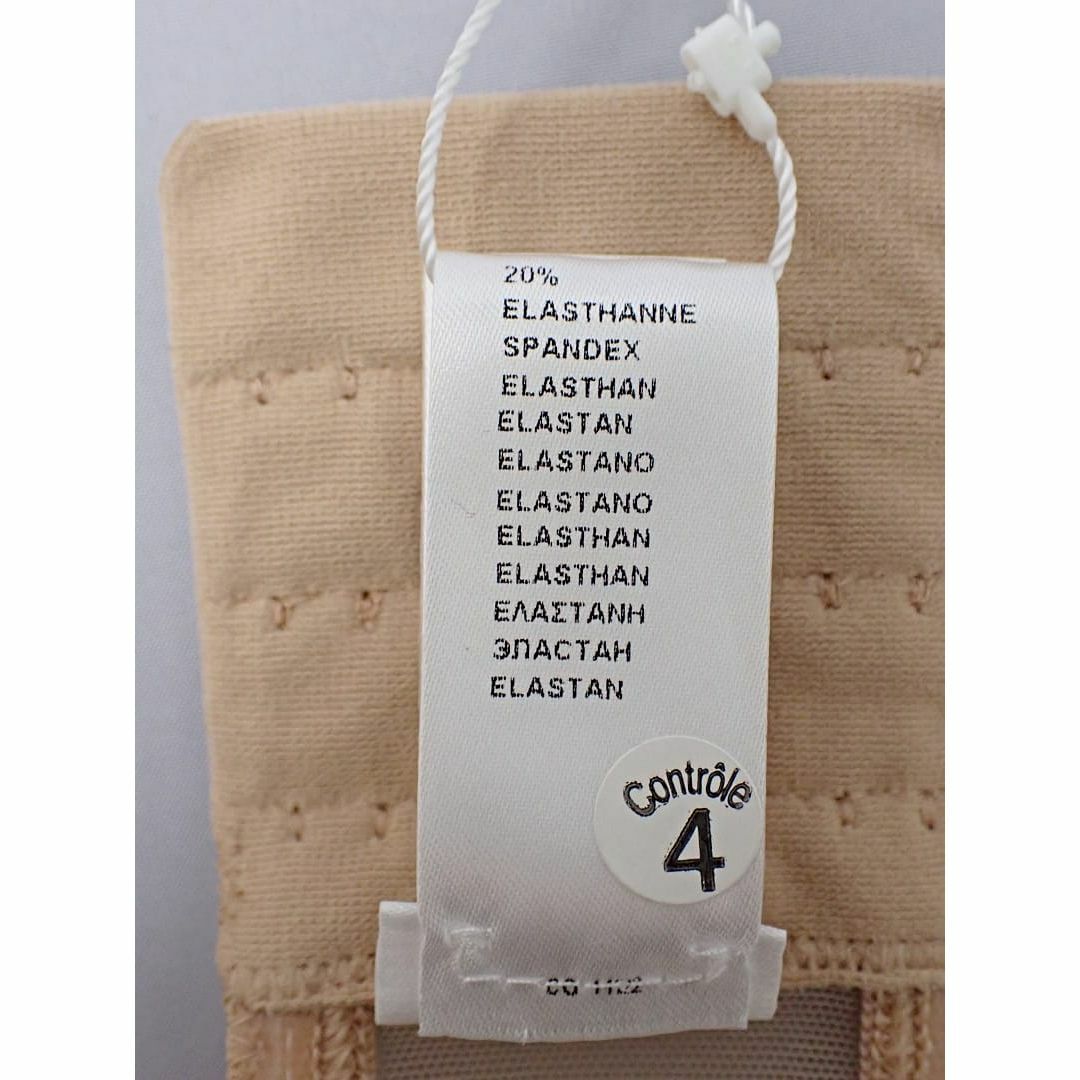 20%
ELASTHANNE
SPANDEX
ELASTHAN
ELASTAN
ELASTANO
ELASTANO
ELASTHAN
ELASTHAN
ΕΛΑΣΤΑΝΗ
ЭЛАСТАН
ELASTAN
Contrôle
4